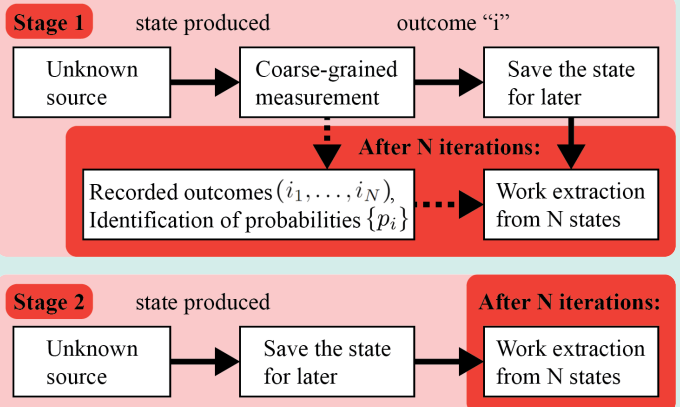 Stage 1
state produced
outcome “i”
Unknown
source
Coarse-grained
measurement
Save the state
for later
After N iterations:
Recorded outcomes (i₁, . . . , i_N),
Identification of probabilities {p_i}
Work extraction
from N states
Stage 2
state produced
After N iterations:
Unknown
source
Save the state
for later
Work extraction
from N states